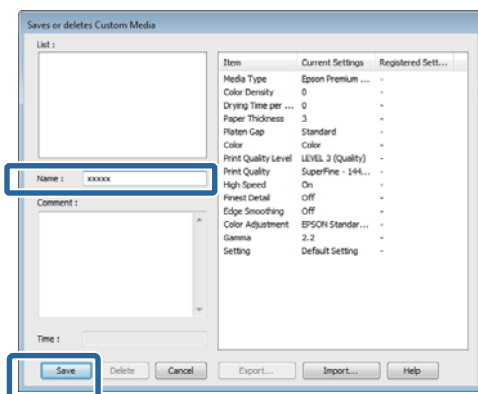 Saves or deletes Custom Media
List :
Item Current Settings Registered Sett...
Media Type Epson Premium ... -
Color Density 0 -
Drying Time per ... 0 -
Paper Thickness 3 -
Platen Gap Standard -
Color Color -
Print Quality Level LEVEL 3 (Quality) -
Print Quality SuperFine - 144... -
High Speed On -
Finest Detail Off -
Edge Smoothing Off -
Color Adjustment EPSON Standar... -
Gamma 2.2 -
Setting Default Setting -
Name : xxxxx
Comment :
Time :
Save Delete Cancel Export... Import... Help